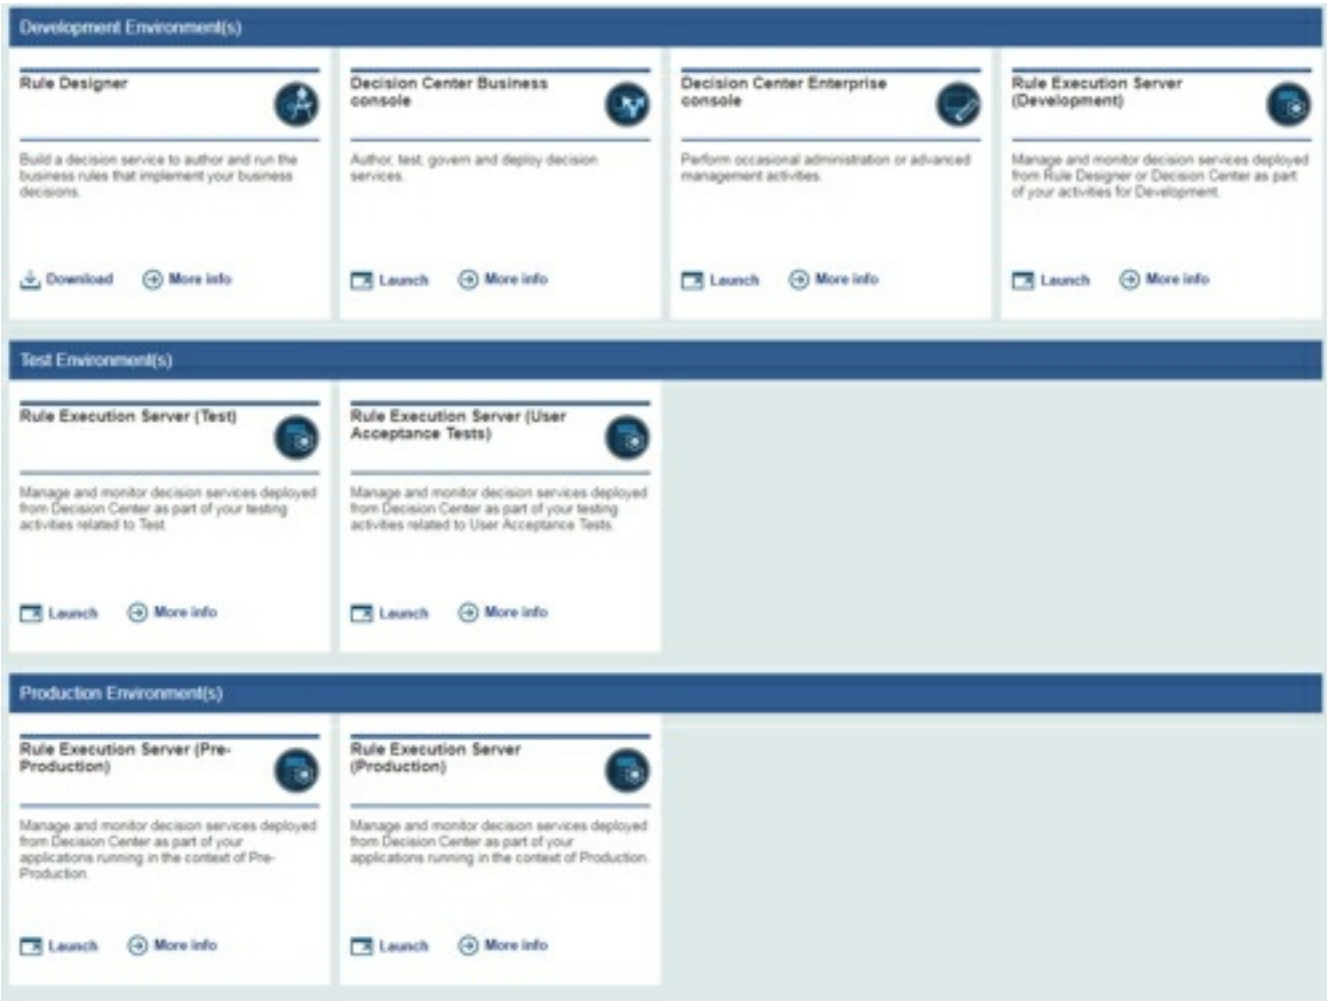 Development Environment(s)
Rule Designer
Build a decision service to author and run the
business rules that implement your business
decisions.
Download More info
Decision Center Business
console
Author, test, govern and deploy decision
services.
Launch More info
Decision Center Enterprise
console
Perform occasional administration or advanced
management activities.
Launch More info
Rule Execution Server
(Development)
Manage and monitor decision services deployed
from Rule Designer or Decision Center as part
of your activities for Development.
Launch More info
Test Environment(s)
Rule Execution Server (Test)
Manage and monitor decision services deployed
from Decision Center as part of your testing
activities related to Test.
Launch More info
Rule Execution Server (User
Acceptance Tests)
Manage and monitor decision services deployed
from Decision Center as part of your testing
activities related to User Acceptance Tests.
Launch More info
Production Environment(s)
Rule Execution Server (Pre-
Production)
Manage and monitor decision services deployed
from Decision Center as part of your
applications running in the context of Pre-
Production.
Launch More info
Rule Execution Server
(Production)
Manage and monitor decision services deployed
from Decision Center as part of your
applications running in the context of Production.
Launch More info